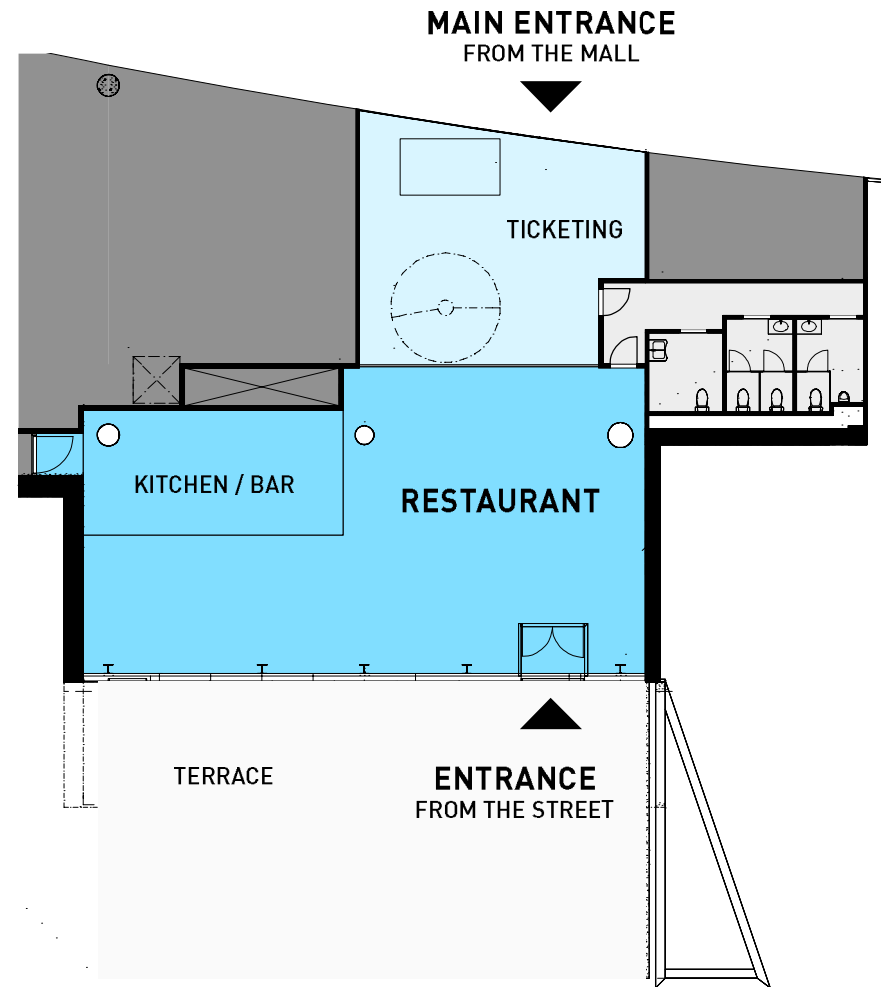 MAIN ENTRANCE
FROM THE MALL
TICKETING
KITCHEN / BAR
RESTAURANT
TERRACE
ENTRANCE
FROM THE STREET